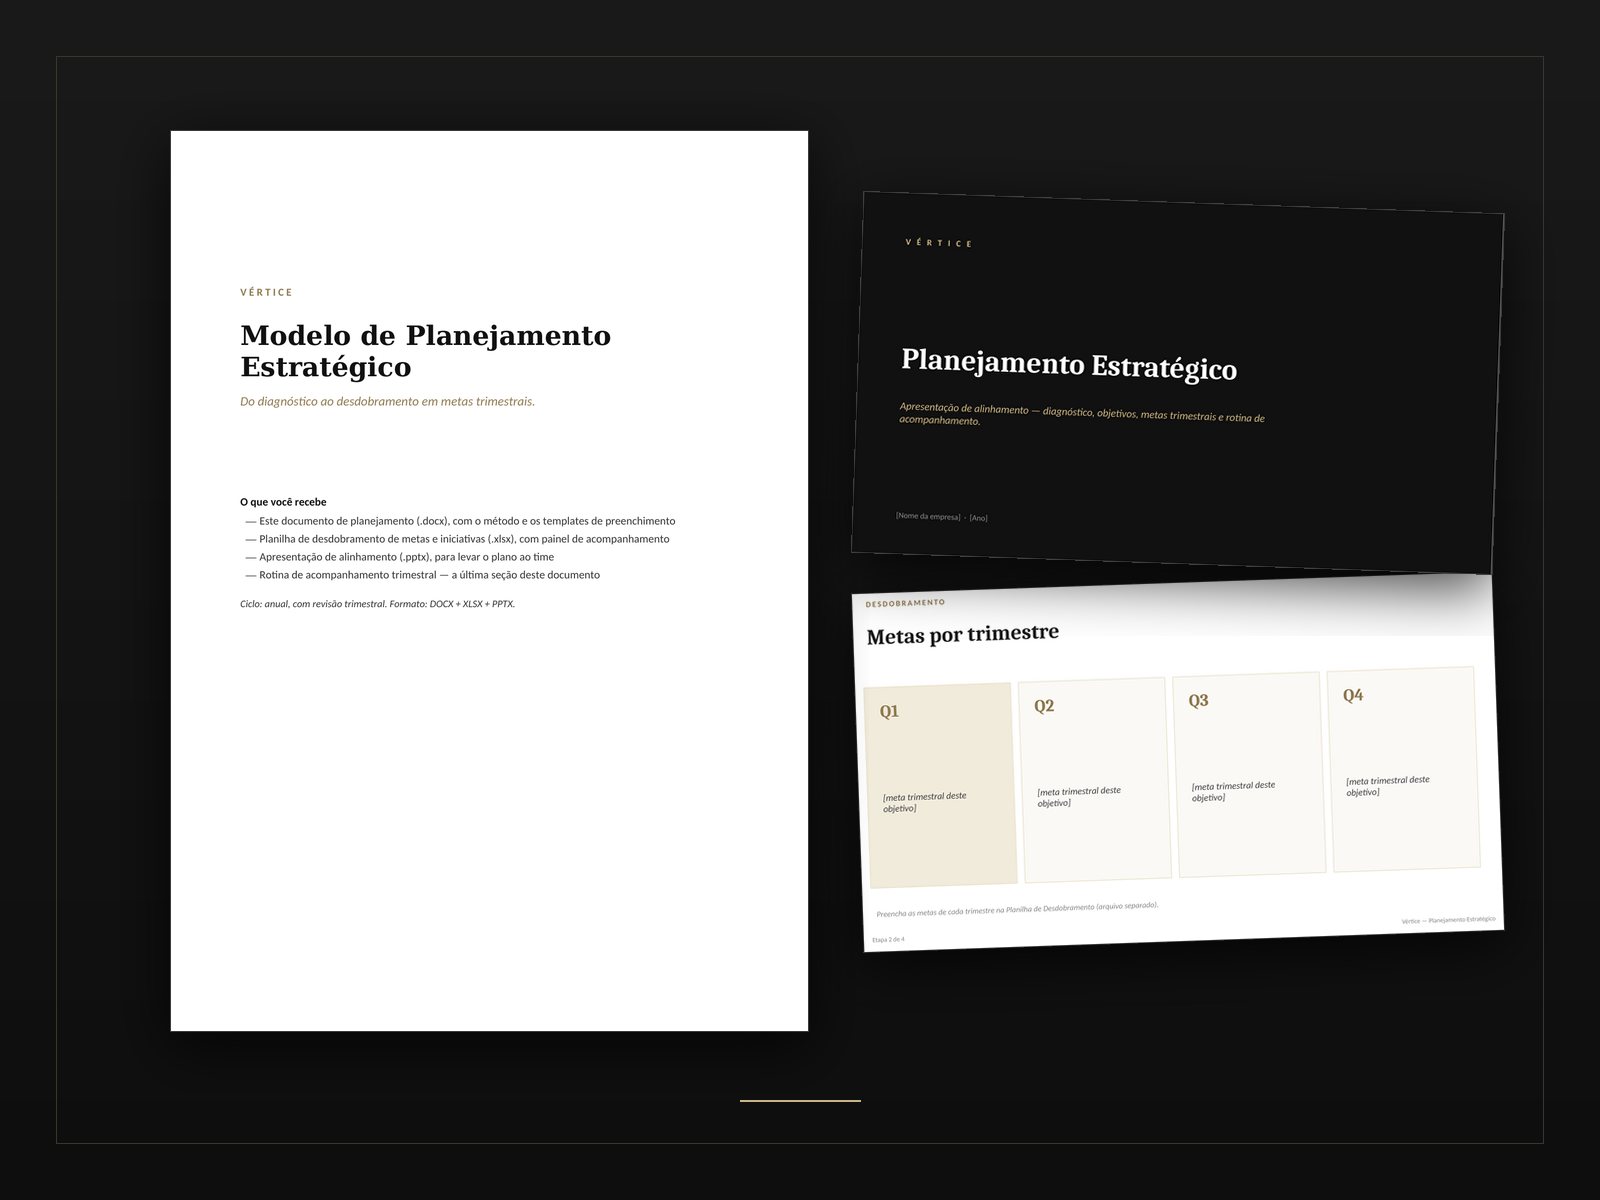 VÉRTICE
Modelo de Planejamento
Estratégico
Do diagnóstico ao desdobramento em metas trimestrais.
O que você recebe
— Este documento de planejamento (.docx), com o método e os templates de preenchimento
— Planilha de desdobramento de metas e iniciativas (.xlsx), com painel de acompanhamento
— Apresentação de alinhamento (.pptx), para levar o plano ao time
— Rotina de acompanhamento trimestral — a última seção deste documento
Ciclo: anual, com revisão trimestral. Formato: DOCX + XLSX + PPTX.
VÉRTICE
Planejamento Estratégico
Apresentação de alinhamento — diagnóstico, objetivos, metas trimestrais e rotina de
acompanhamento.
[Nome da empresa] · [Ano]
DESDOBRAMENTO
Metas por trimestre
Q1
[meta trimestral deste
objetivo]
Q2
[meta trimestral deste
objetivo]
Q3
[meta trimestral deste
objetivo]
Q4
[meta trimestral deste
objetivo]
Preencha as metas de cada trimestre na Planilha de Desdobramento (arquivo separado).
Etapa 2 de 4
Vértice — Planejamento Estratégico